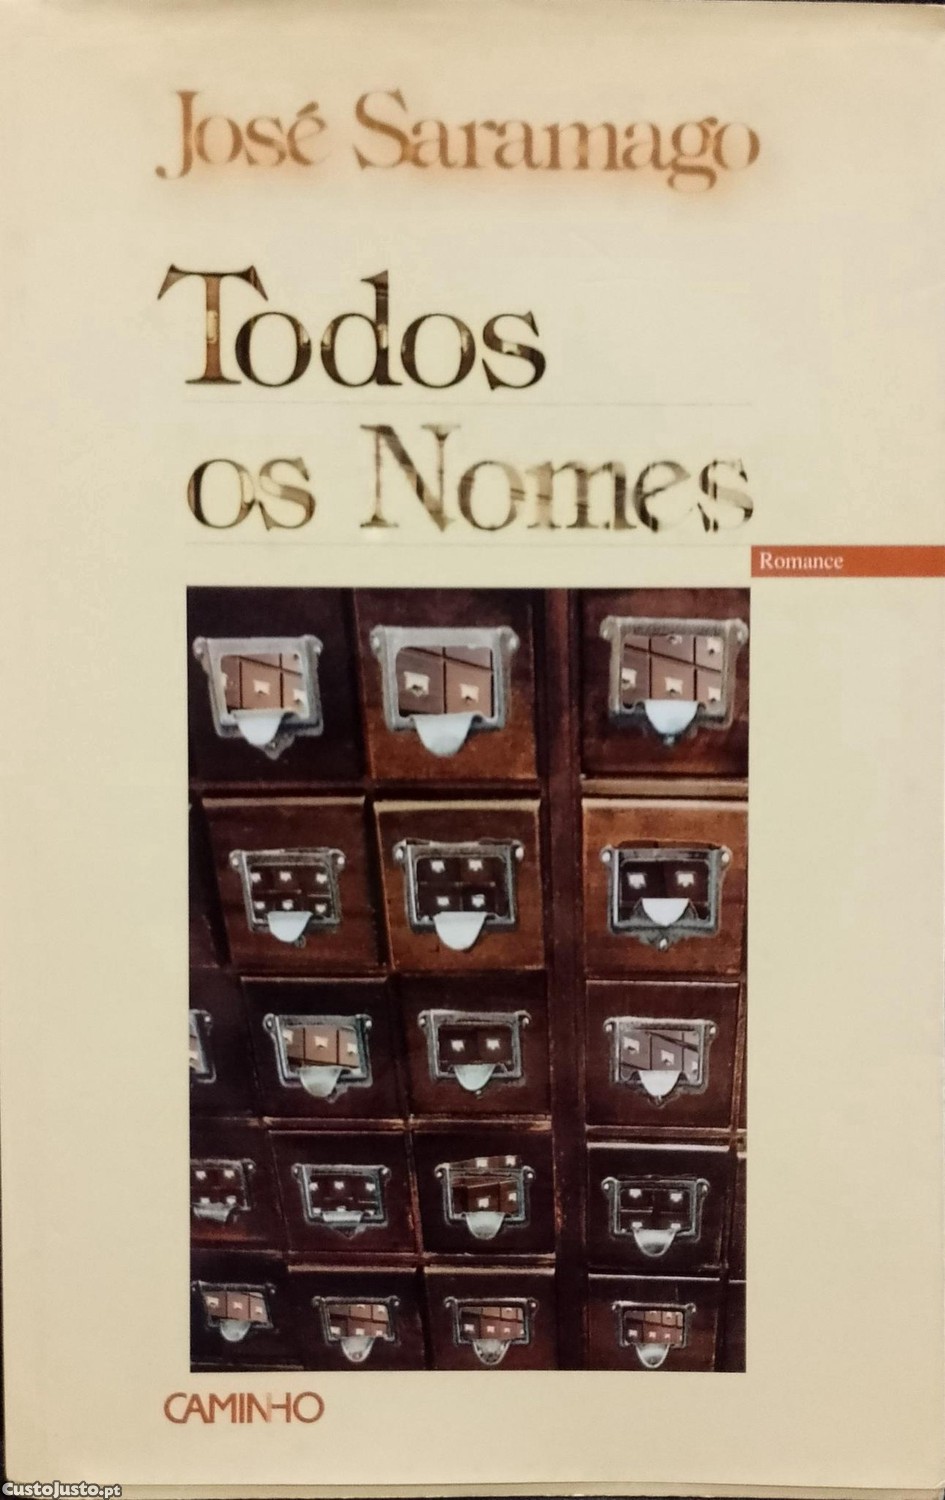 José Saramago
Todos
os Nomes
Romance
CAMINHO
CustoJusto.pt